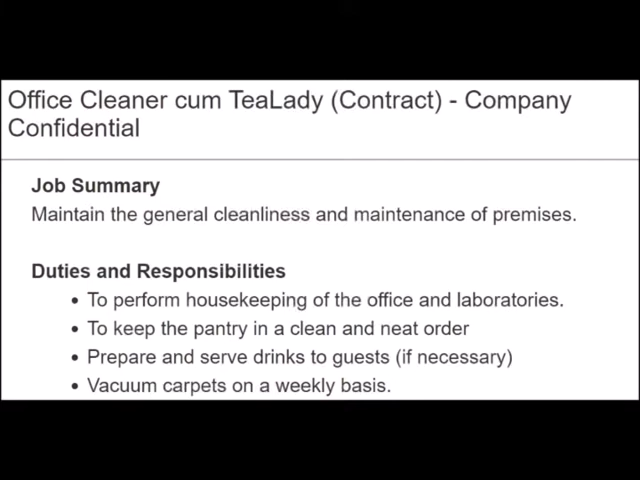 Office Cleaner cum TeaLady (Contract) - Company
Confidential
Job Summary
Maintain the general cleanliness and maintenance of premises.
Duties and Responsibilities
• To perform housekeeping of the office and laboratories.
• To keep the pantry in a clean and neat order
• Prepare and serve drinks to guests (if necessary)
• Vacuum carpets on a weekly basis.